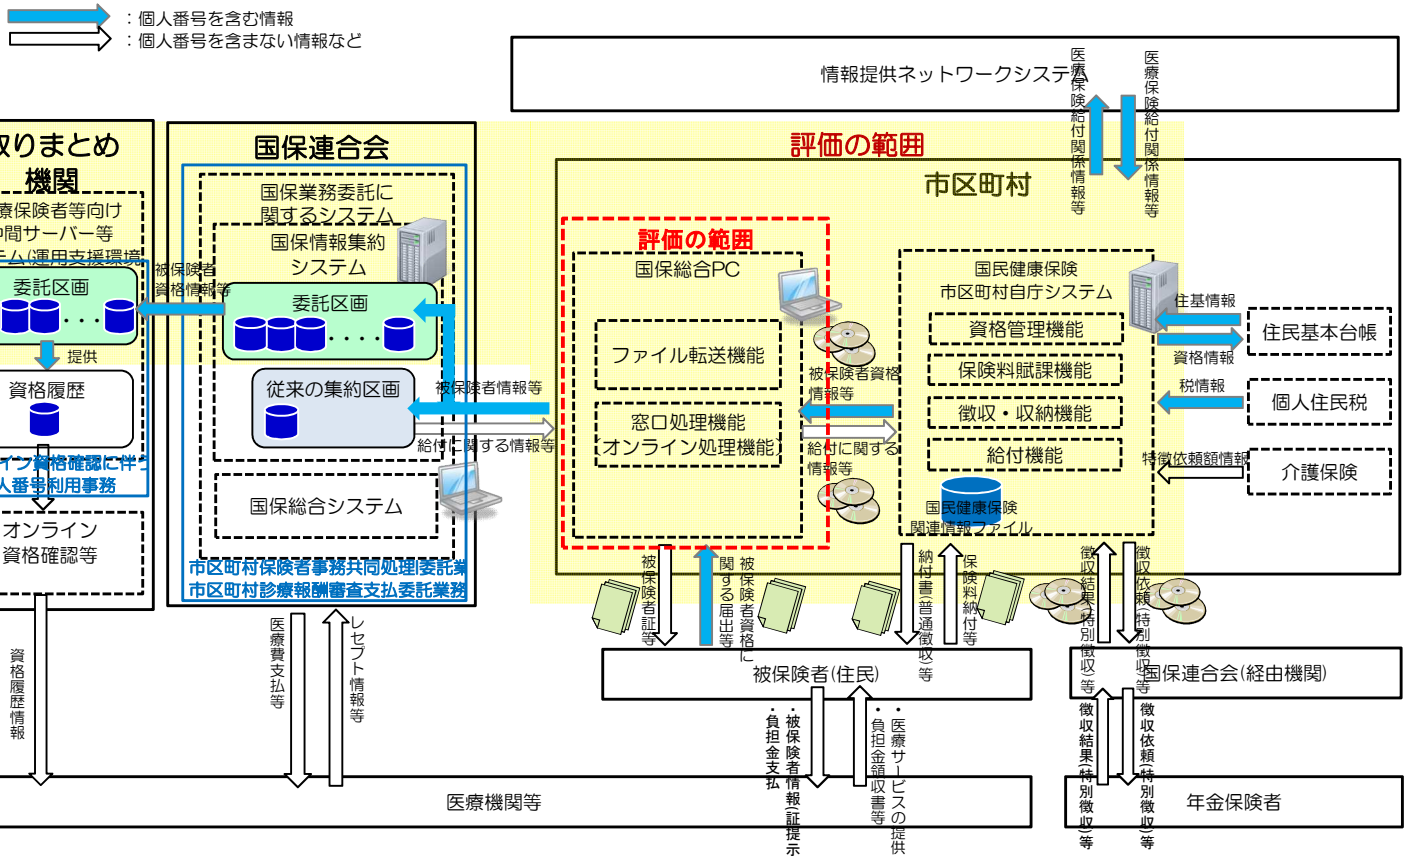 ：個人番号を含む情報
：個人番号を含まない情報など
情報提供ネットワークシステム
医療保険給付関係情報等
医療保険給付関係情報等
評価の範囲
市区町村
取りまとめ
機関
療保険者等向け
中間サーバー等
テム(運用支援環境
委託区画
提供
資格履歴
イン資格確認に伴う
人番号利用事務
オンライン
資格確認等
被保険者
資格情報等
国保連合会
国保業務委託に
関するシステム
国保情報集約
システム
委託区画
従来の集約区画
国保総合システム
市区町村保険者事務共同処理委託業
市区町村診療報酬審査支払委託業務
被保険者情報等
給付に関する情報等
評価の範囲
国保総合PC
ファイル転送機能
窓口処理機能
(オンライン処理機能)
被保険者資格
情報等
給付に関する
情報等
国民健康保険
市区町村自庁システム
資格管理機能
保険料賦課機能
徴収・収納機能
給付機能
国民健康保険
関連情報ファイル
住基情報
資格情報
税情報
特徴依頼額情報
住民基本台帳
個人住民税
介護保険
被保険者証等
被保険者資格に
関する届出等
納付書(普通徴収)等
保険料納付等
徴収結果(特別徴収)等
徴収依頼(特別徴収)等
被保険者(住民)
国保連合会(経由機関)
資格履歴情報
医療費支払等
レセプト情報等
・被保険者情報(証提示
・負担金支払
・医療サービスの提供
・負担金領収書等
徴収結果(特別徴収)等
徴収依頼(特別徴収)等
医療機関等
年金保険者